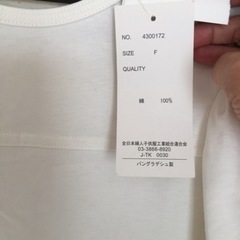 NO. 4300172
SIZE F
QUALITY
綿 100%
全日本婦人子供服工業組合連合会
03-3866-8920
J-TK 0030
バングラデシュ製